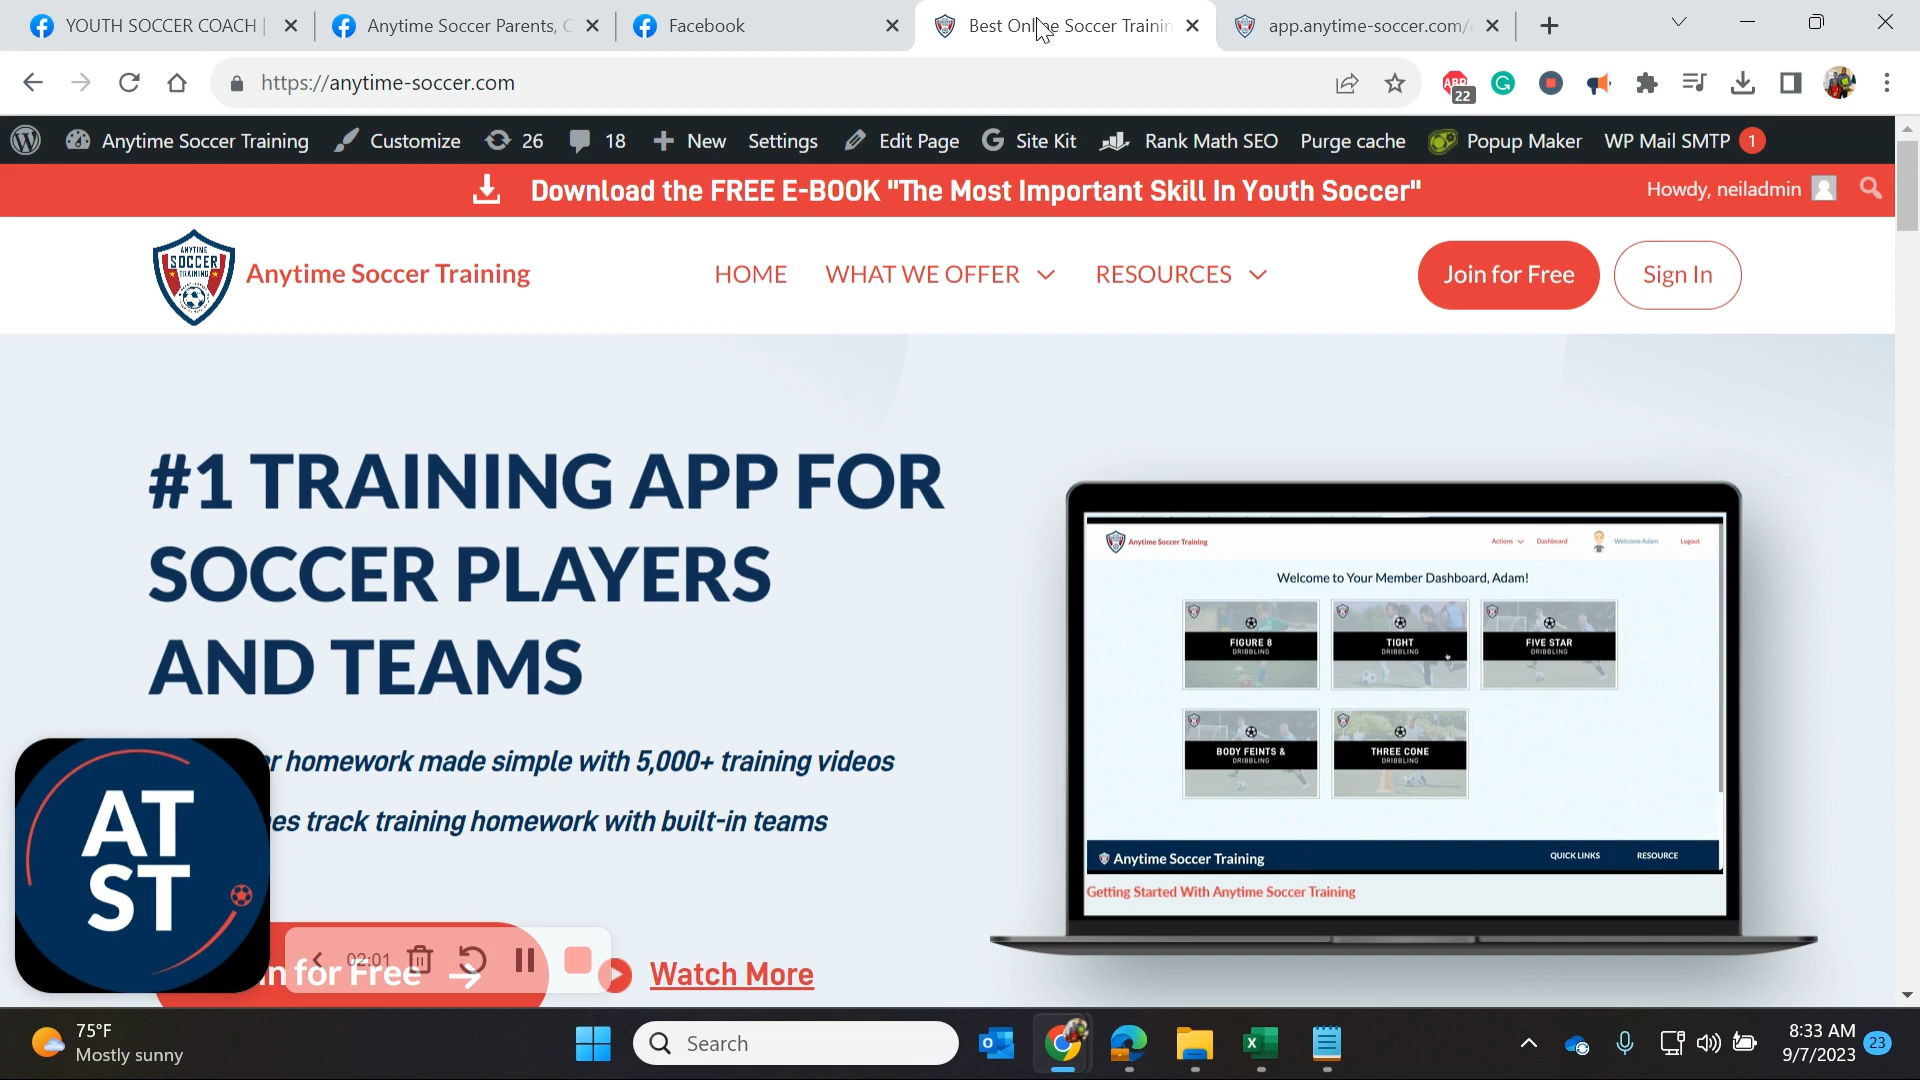 YOUTH SOCCER COACH
Anytime Soccer Parents, C
Facebook
Best Online Soccer Trainin
app.anytime-soccer.com/
https://anytime-soccer.com
ABP
22
Anytime Soccer Training
Customize
26
18
New
Settings
Edit Page
Site Kit
Rank Math SEO
Purge cache
Popup Maker
WP Mail SMTP
1
Download the FREE E-BOOK "The Most Important Skill In Youth Soccer"
Howdy, neiladmin
ANYTIME
SOCCER
TRAINING
Anytime Soccer Training
HOME
WHAT WE OFFER
RESOURCES
Join for Free
Sign In
#1 TRAINING APP FOR
SOCCER PLAYERS
AND TEAMS
er homework made simple with 5,000+ training videos
es track training homework with built-in teams
AT
ST
02:01
n for Free
Watch More
Anytime Soccer Training
Actions
Dashboard
Welcome Adam
Logout
Welcome to Your Member Dashboard, Adam!
FIGURE 8
DRIBBLING
TIGHT
DRIBBLING
FIVE STAR
DRIBBLING
BODY FEINTS &
DRIBBLING
THREE CONE
DRIBBLING
Anytime Soccer Training
QUICK LINKS
RESOURCE
Getting Started With Anytime Soccer Training
75°F
Mostly sunny
Search
8:33 AM
9/7/2023
23